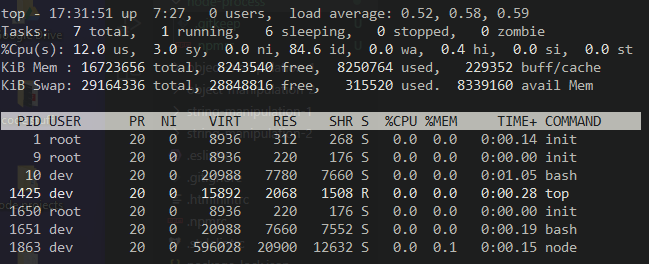 top - 17:31:51 up  7:27,  0 users,  load average: 0.52, 0.58, 0.59
Tasks:   7 total,   1 running,   6 sleeping,   0 stopped,   0 zombie
%Cpu(s): 12.0 us,  3.0 sy,  0.0 ni, 84.6 id,  0.0 wa,  0.4 hi,  0.0 si,  0.0 st
KiB Mem : 16723656 total,  8243540 free,  8250764 used,   229352 buff/cache
KiB Swap: 29164336 total, 28848816 free,   315520 used.  8339160 avail Mem
PID USER      PR  NI    VIRT    RES    SHR S  %CPU %MEM     TIME+ COMMAND
1 root      20   0    8936    312    268 S   0.0  0.0   0:00.14 init
9 root      20   0    8936    220    176 S   0.0  0.0   0:00.00 init
10 dev       20   0   20988   7780   7660 S   0.0  0.0   0:01.05 bash
1425 dev       20   0   15892   2068   1508 R   0.0  0.0   0:00.28 top
1650 root      20   0    8936    220    176 S   0.0  0.0   0:00.00 init
1651 dev       20   0   20988   7660   7552 S   0.0  0.0   0:00.19 bash
1863 dev       20   0  596028  20900  12632 S   0.0  0.1   0:00.15 node